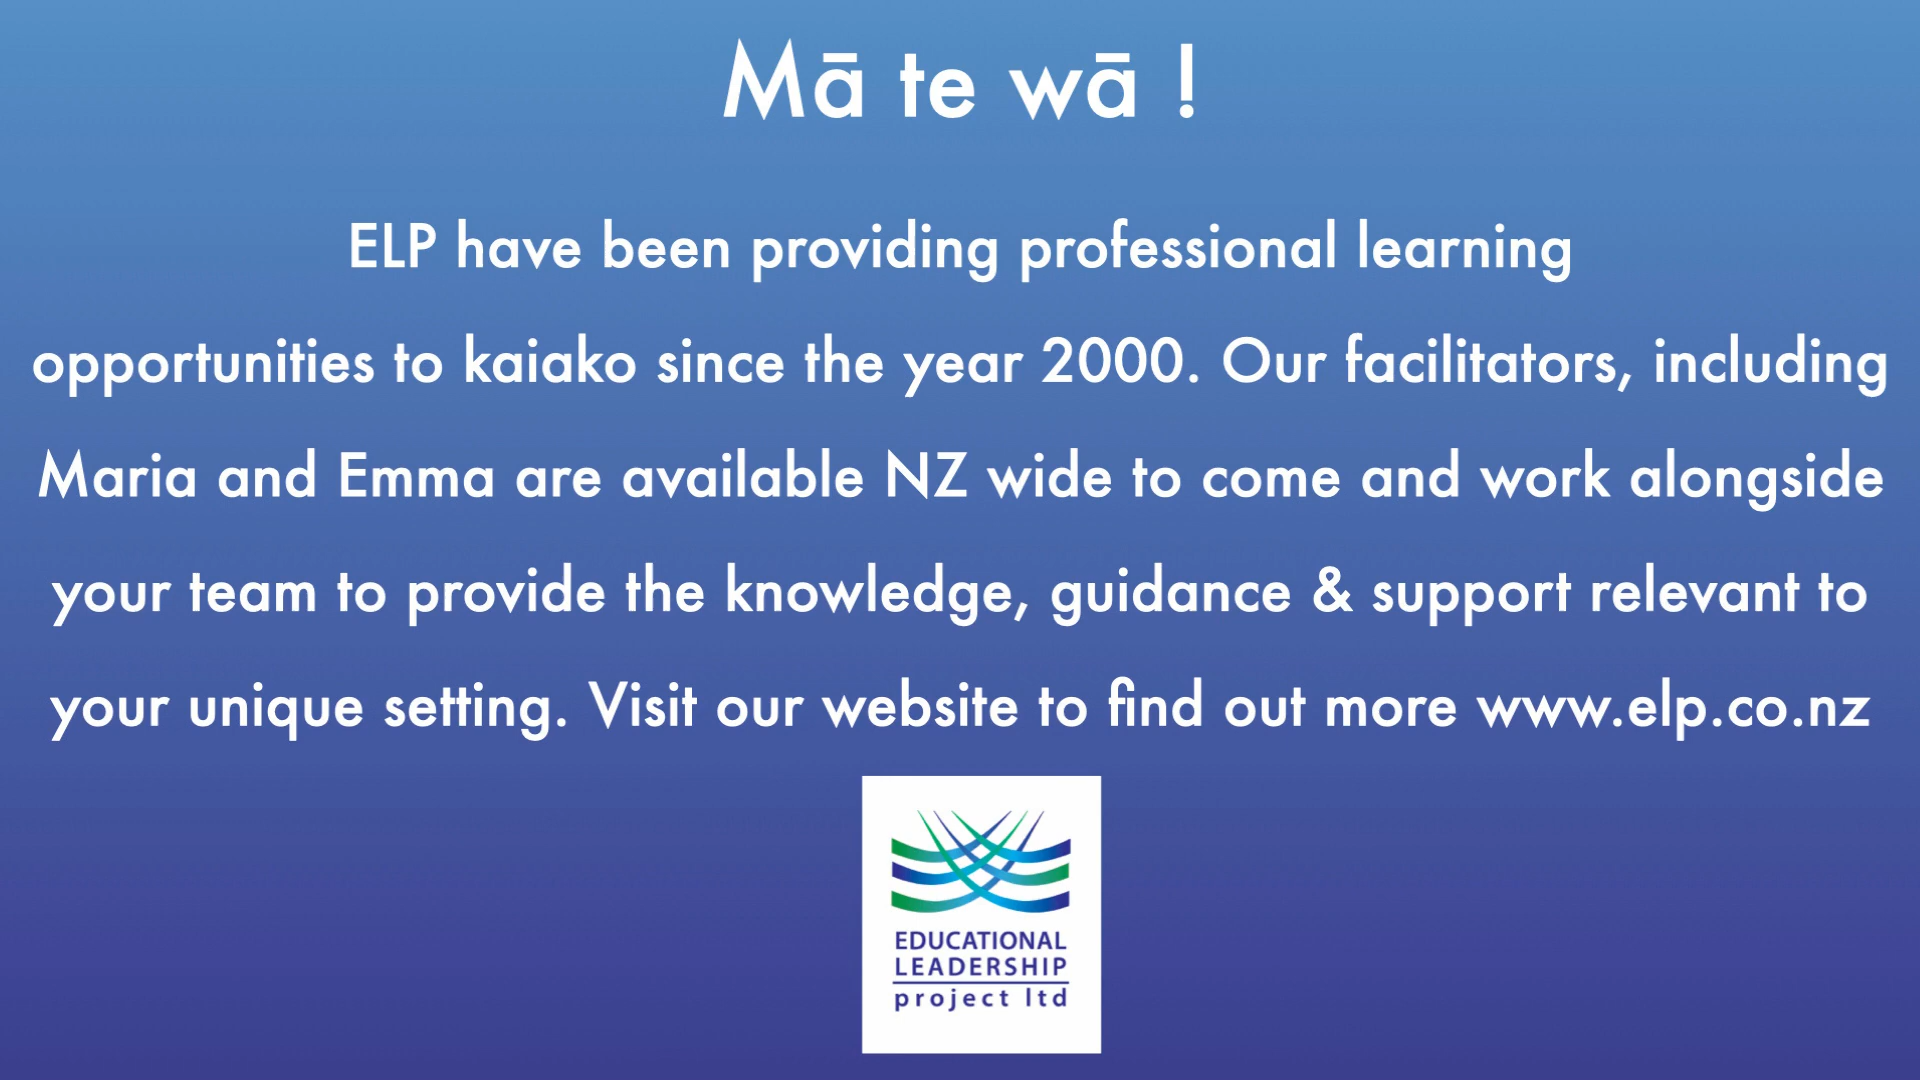 Mā te wā !
ELP have been providing professional learning
opportunities to kaiako since the year 2000. Our facilitators, including
Maria and Emma are available NZ wide to come and work alongside
your team to provide the knowledge, guidance & support relevant to
your unique setting. Visit our website to find out more www.elp.co.nz
EDUCATIONAL
LEADERSHIP
project ltd